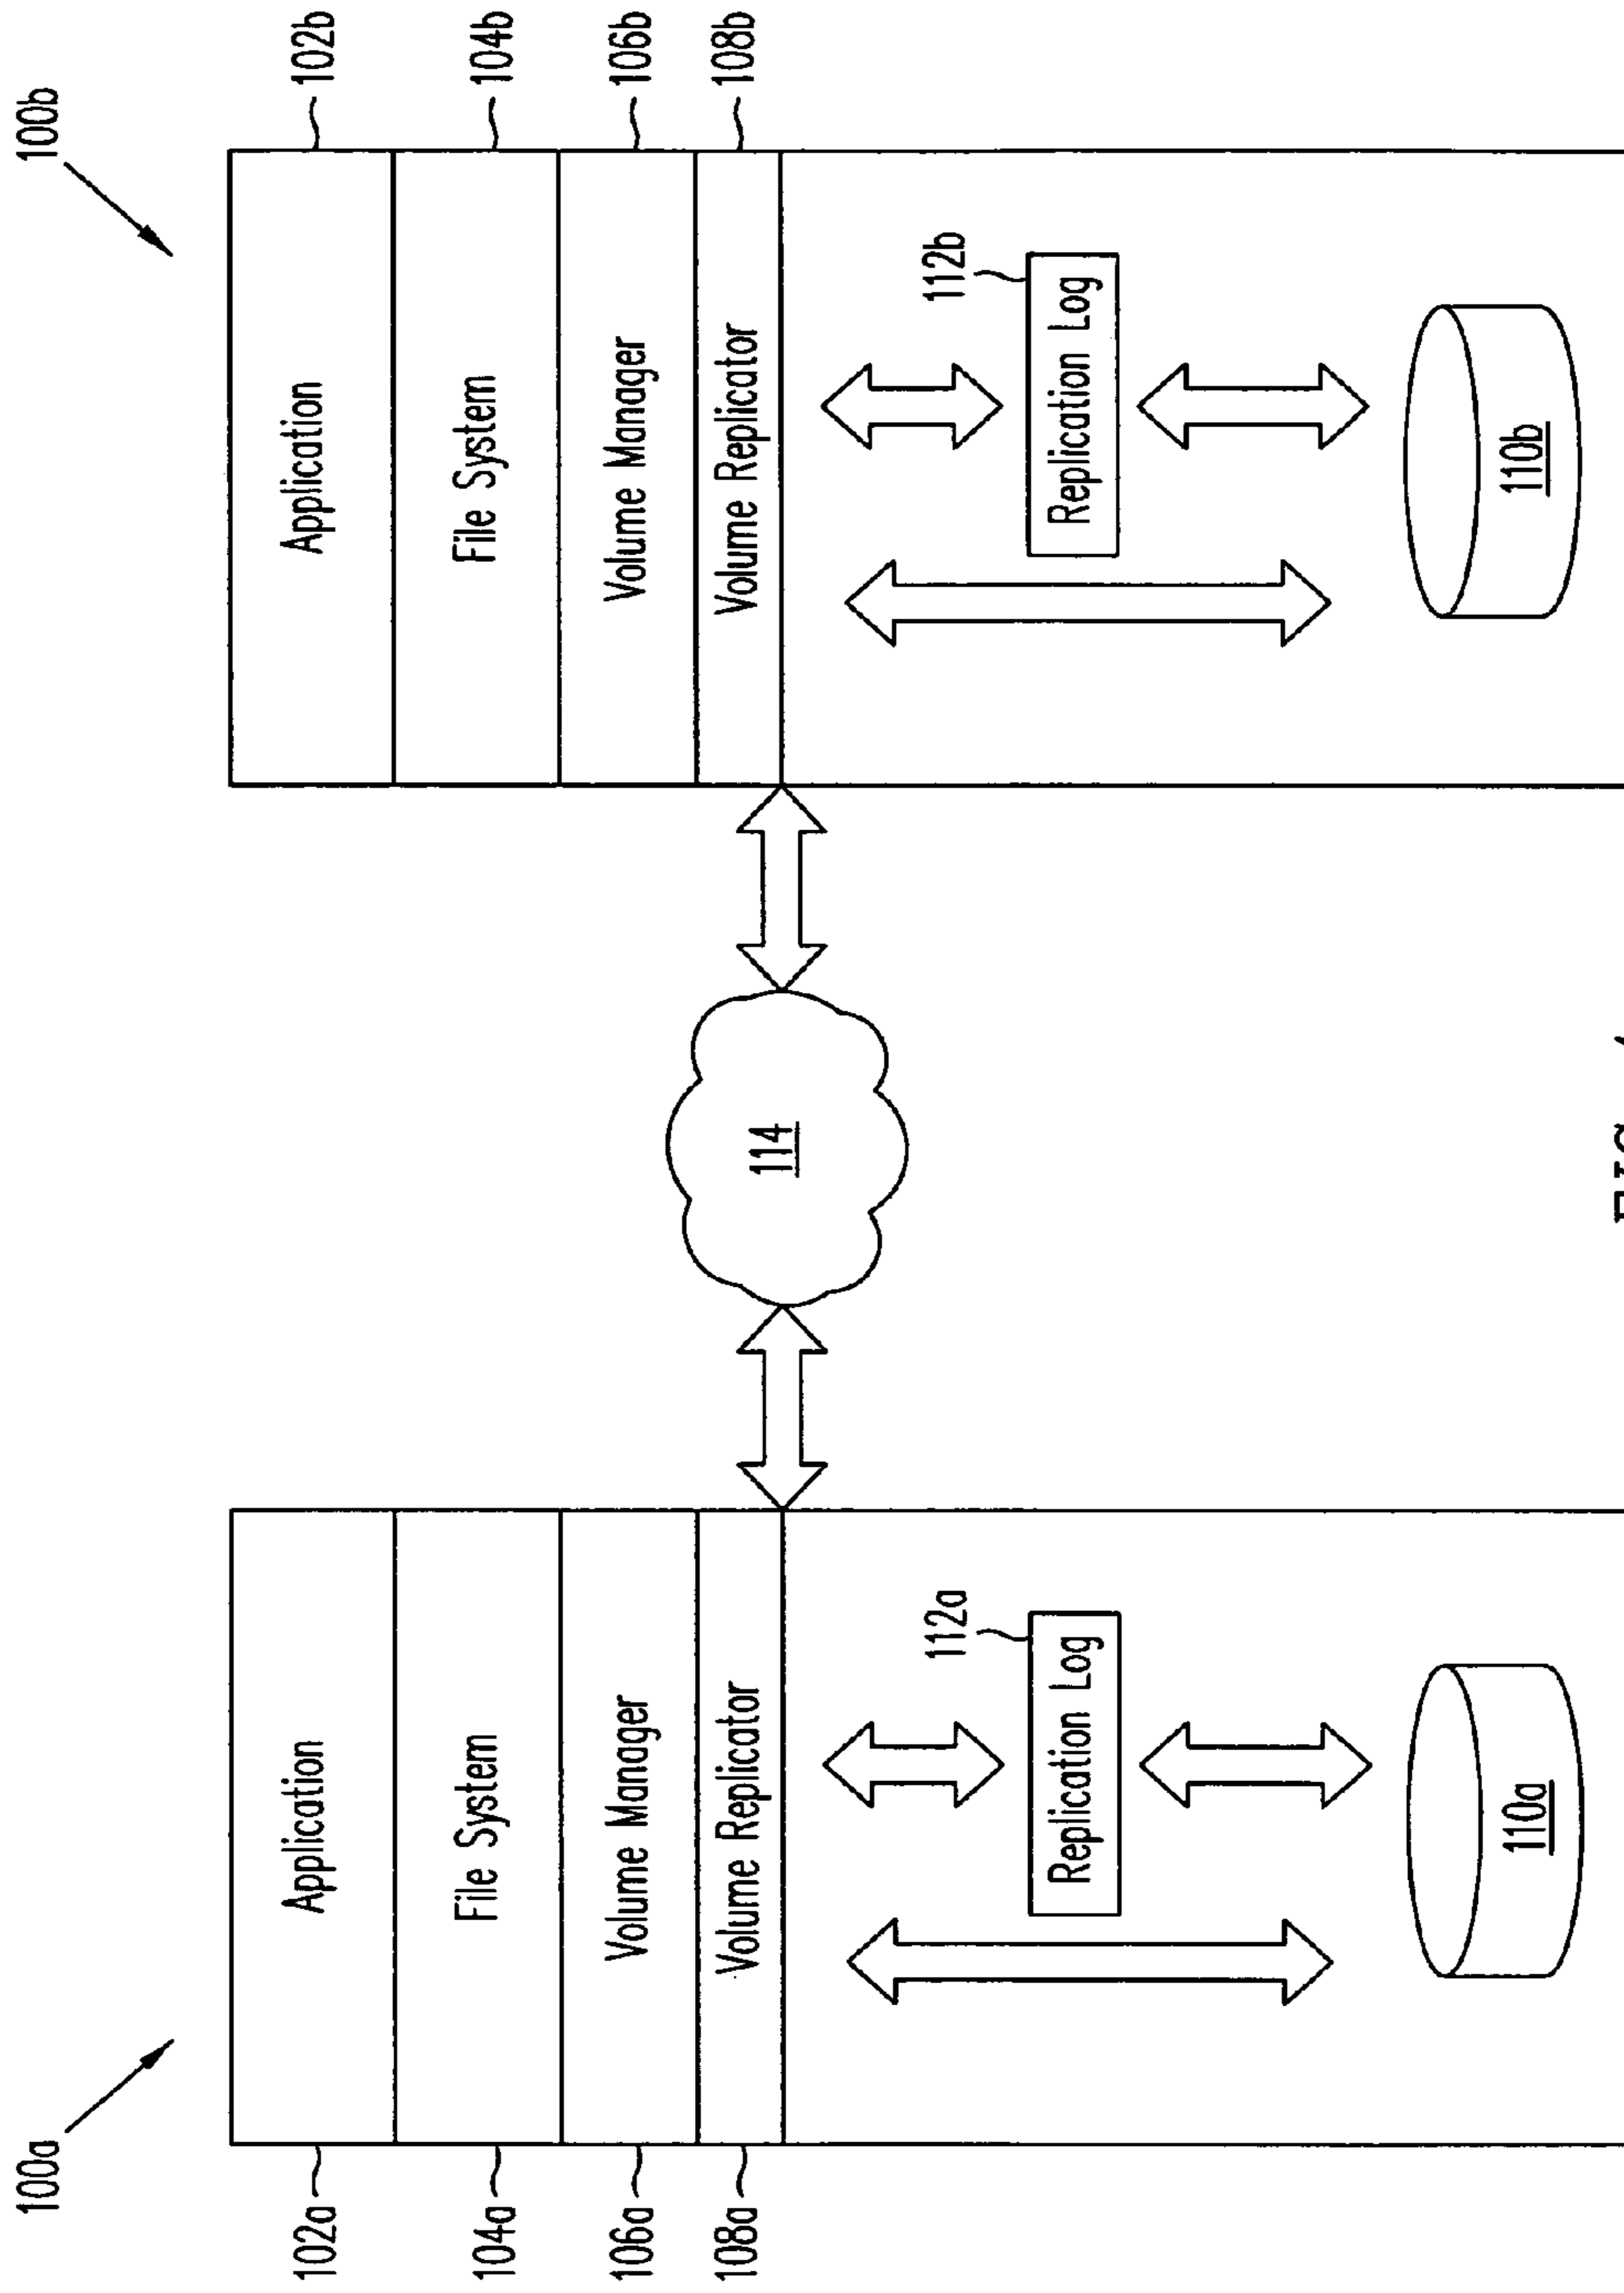 100a
100b
102a
Application
Application
102b
104a
File System
File System
104b
106a
Volume Manager
Volume Manager
106b
108a
Volume Replicator
Volume Replicator
108b
114
112a
112b
Replication Log
Replication Log
110a
110b